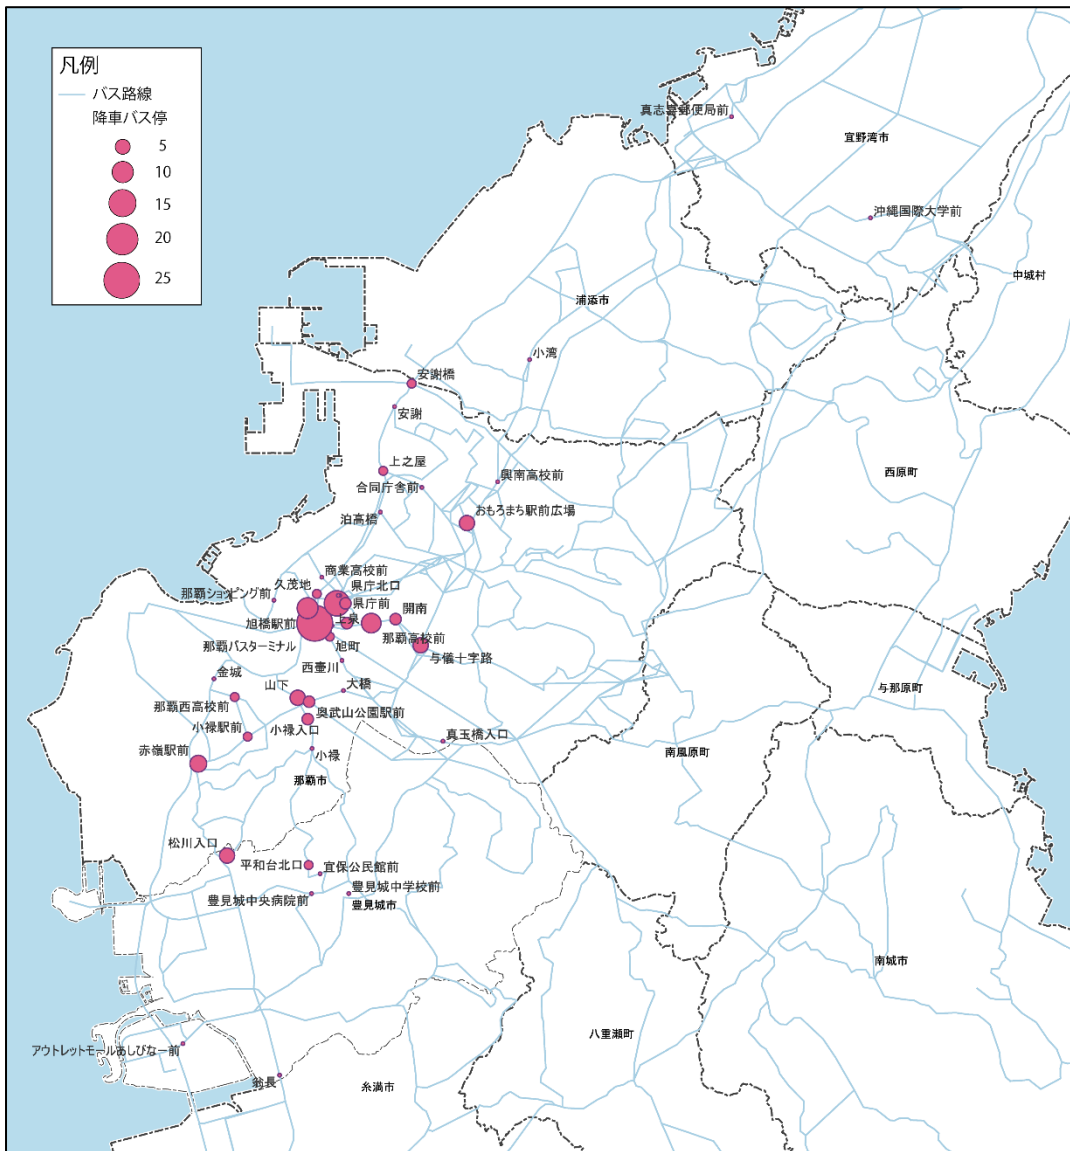 凡例
バス路線
降車バス停
5
10
15
20
25
真志喜郵便局前
宜野湾市
沖縄国際大学前
中城村
浦添市
小湾
安謝橋
安謝
上之屋
西原町
興南高校前
合同庁舎前
おもろまち駅前広場
泊高橋
商業高校前
久茂地
県庁北口
那覇ショッピング前
県庁前
開南
旭橋駅前
上泉
那覇高校前
那覇バスターミナル
旭町
与儀十字路
西壷川
金城
山下
大橋
与那原町
那覇西高校前
奥武山公園駅前
小禄駅前
小禄入口
真玉橋入口
赤嶺駅前
小禄
南風原町
那覇市
松川入口
平和台北口
宜保公民館前
豊見城中学校前
豊見城中央病院前
豊見城市
南城市
八重瀬町
アウトレットモールあしびなー前
翁長
糸満市